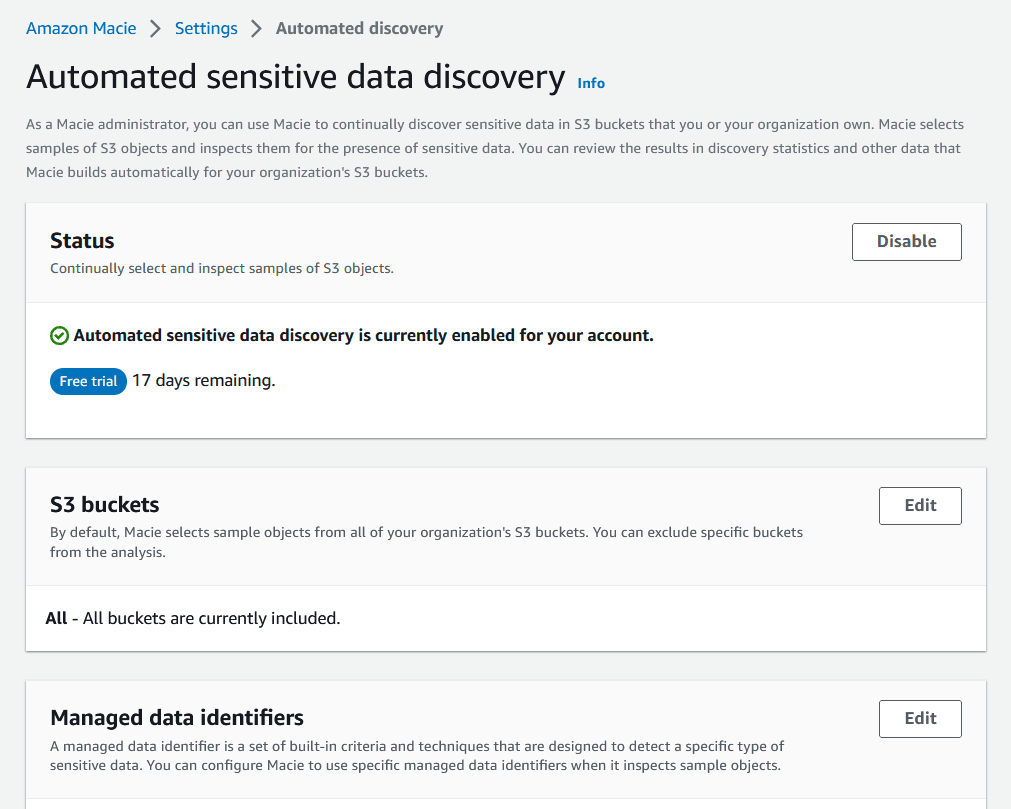 Amazon Macie > Settings > Automated discovery
Automated sensitive data discovery Info
As a Macie administrator, you can use Macie to continually discover sensitive data in S3 buckets that you or your organization own. Macie selects
samples of S3 objects and inspects them for the presence of sensitive data. You can review the results in discovery statistics and other data that
Macie builds automatically for your organization's S3 buckets.
Status
Disable
Continually select and inspect samples of S3 objects.
Automated sensitive data discovery is currently enabled for your account.
Free trial 17 days remaining.
S3 buckets
Edit
By default, Macie selects sample objects from all of your organization's S3 buckets. You can exclude specific buckets
from the analysis.
All - All buckets are currently included.
Managed data identifiers
Edit
A managed data identifier is a set of built-in criteria and techniques that are designed to detect a specific type of
sensitive data. You can configure Macie to use specific managed data identifiers when it inspects sample objects.